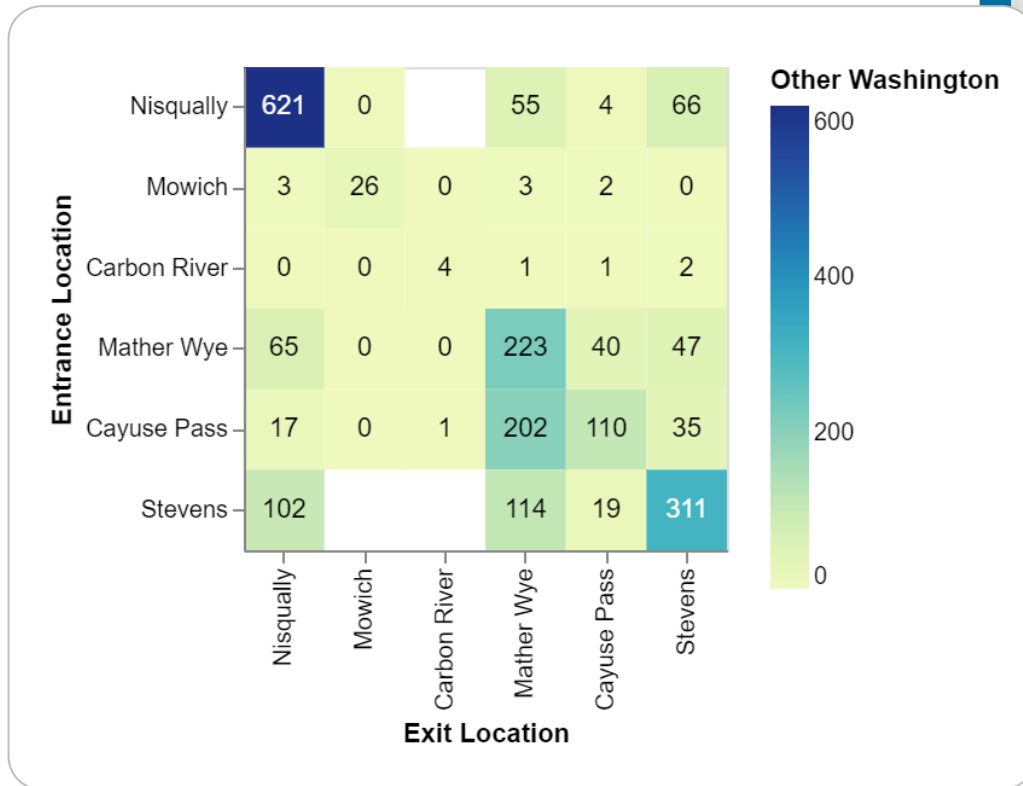 Other Washington
600
400
200
0
Entrance Location
Nisqually 621 0 55 4 66
Mowich 3 26 0 3 2 0
Carbon River 0 0 4 1 1 2
Mather Wye 65 0 0 223 40 47
Cayuse Pass 17 0 1 202 110 35
Stevens 102 114 19 311
Nisqually
Mowich
Carbon River
Mather Wye
Cayuse Pass
Stevens
Exit Location